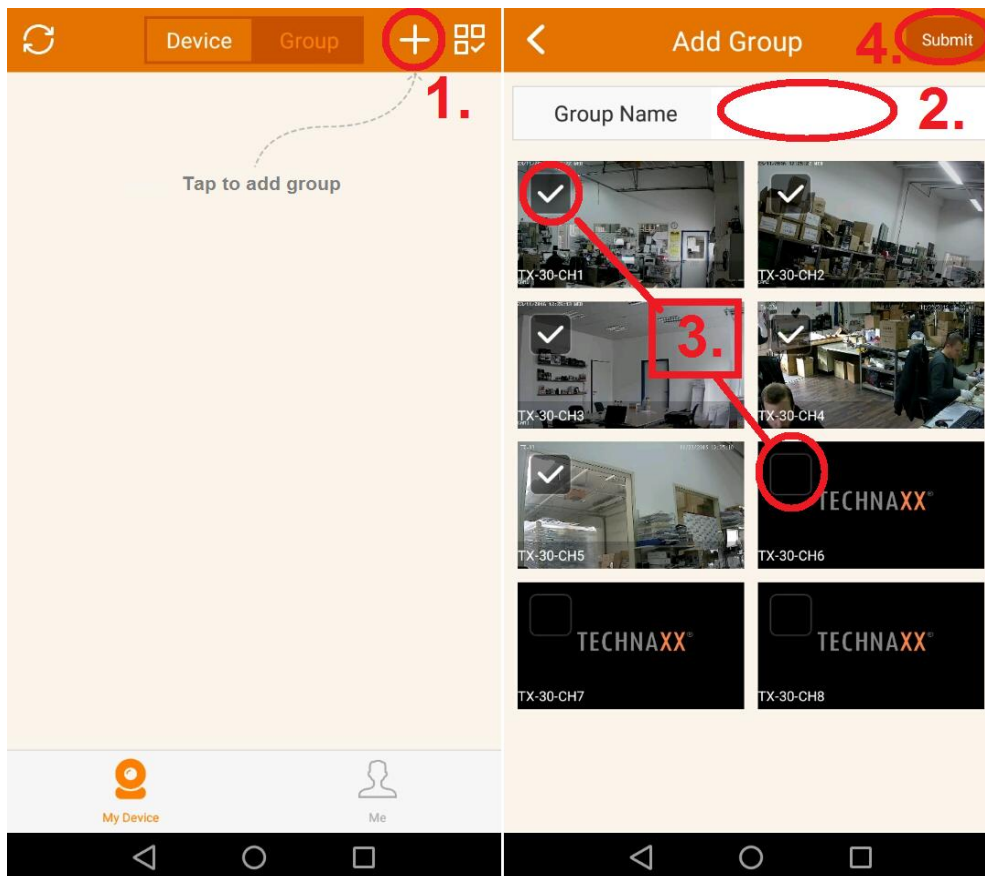 Device
Group
1.
Tap to add group
My Device
Me
Add Group
4.
Submit
Group Name
2.
TX-30-CH1
TX-30-CH2
3.
TX-30-CH3
TX-30-CH4
TX-30-CH5
TECHNAXX®
TX-30-CH6
TECHNAXX®
TX-30-CH7
TECHNAXX®
TX-30-CH8